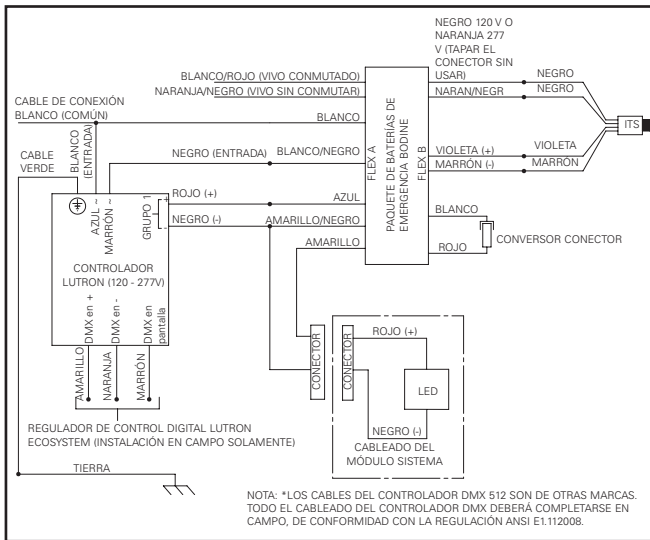 NEGRO 120 V O
NARANJA 277
V (TAPAR EL
CONECTOR SIN
USAR)
BLANCO/ROJO (VIVO CONMUTADO)
NARANJA/NEGRO (VIVO SIN CONMUTAR)
CABLE DE CONEXIÓN
BLANCO (COMÚN)
BLANCO
CABLE
VERDE
BLANCO
(ENTRADA)
NEGRO (ENTRADA)
BLANCO/NEGRO
FLEX A
PAQUETE DE BATERÍAS DE
EMERGENCIA BODINE
FLEX B
NEGRO
NARAN/NEGR
NEGRO
ITS
VIOLETA (+)
VIOLETA
MARRÓN (-)
MARRÓN
BLANCO
ROJO
CONVERSOR CONECTOR
AZUL ~
MARRÓN ~
GRUPO 1
+
-
ROJO (+)
AZUL
NEGRO (-)
AMARILLO/NEGRO
AMARILLO
CONTROLADOR
LUTRON (120 - 277V)
DMX en +
DMX en -
DMX en
pantalla
AMARILLO
NARANJA
MARRÓN
REGULADOR DE CONTROL DIGITAL LUTRON
ECOSYSTEM (INSTALACIÓN EN CAMPO SOLAMENTE)
CONECTOR
CONECTOR
ROJO (+)
LED
NEGRO (-)
CABLEADO DEL
MÓDULO SISTEMA
TIERRA
NOTA: *LOS CABLES DEL CONTROLADOR DMX 512 SON DE OTRAS MARCAS.
TODO EL CABLEADO DEL CONTROLADOR DMX DEBERÁ COMPLETARSE EN
CAMPO, DE CONFORMIDAD CON LA REGULACIÓN ANSI E1.112008.